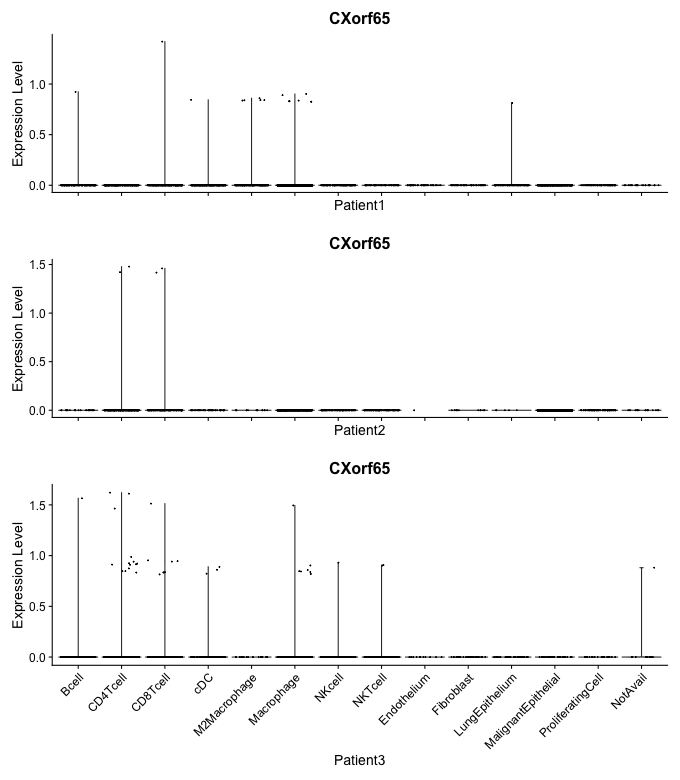 CXorf65
Expression Level
1.0
0.5
0.0
Patient1
CXorf65
Expression Level
1.5
1.0
0.5
0.0
Patient2
CXorf65
Expression Level
1.5
1.0
0.5
0.0
Bcell
CD4Tcell
CD8Tcell
cDC
M2Macrophage
Macrophage
NKcell
NKTcell
Endothelium
Fibroblast
LungEpithelium
MalignantEpithelial
ProliferatingCell
NotAvail
Patient3